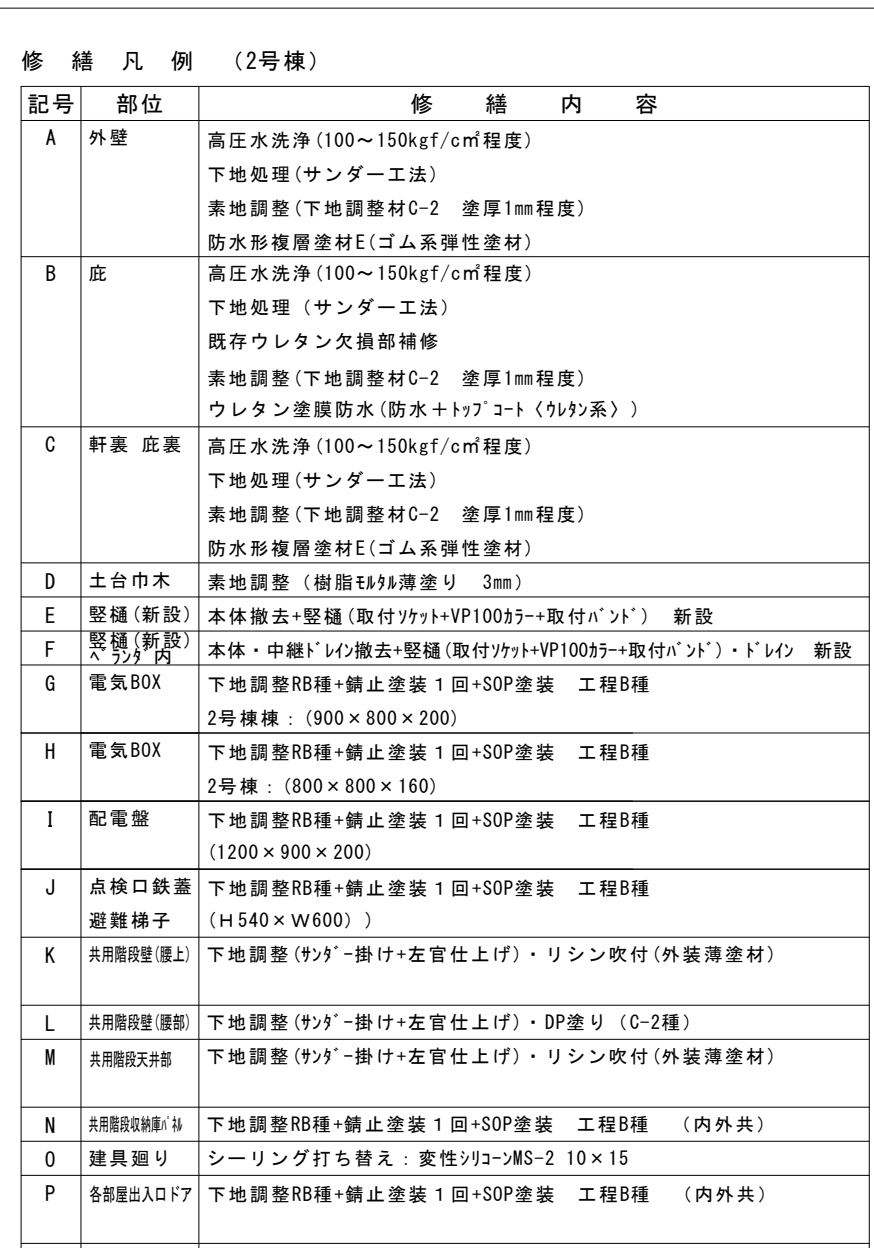 修　繕　凡　例　（2号棟）
記号　部位　修　繕　内　容
A　外壁　高圧水洗浄(100～150kgf/c㎡程度)
下地処理(サンダー工法)
素地調整(下地調整材C-2　塗厚1㎜程度)
防水形複層塗材E(ゴム系弾性塗材)
B　庇　高圧水洗浄(100～150kgf/c㎡程度)
下地処理（サンダー工法)
既存ウレタン欠損部補修
素地調整(下地調整材C-2　塗厚1㎜程度)
ウレタン塗膜防水(防水＋ﾄｯﾌﾟｺｰﾄ〈ｳﾚﾀﾝ系〉)
C　軒裏 庇裏　高圧水洗浄(100～150kgf/c㎡程度)
下地処理(サンダー工法)
素地調整(下地調整材C-2　塗厚1㎜程度)
防水形複層塗材E(ゴム系弾性塗材)
D　土台巾木　素地調整（樹脂ﾓﾙﾀﾙ薄塗り　3㎜)
E　竪樋(新設)　本体撤去+竪樋(取付ｿｹｯﾄ+VP100ｶﾗｰ+取付ﾊﾞﾝﾄﾞ)　新設
F　竪樋(新設)　本体・中継ﾄﾞﾚｲﾝ撤去+竪樋(取付ｿｹｯﾄ+VP100ｶﾗｰ+取付ﾊﾞﾝﾄﾞ)・ﾄﾞﾚｲﾝ　新設
ﾍﾞﾗﾝﾀﾞ内
G　電気BOX　下地調整RB種+錆止塗装１回+SOP塗装　工程B種
2号棟棟：(900×800×200)
H　電気BOX　下地調整RB種+錆止塗装１回+SOP塗装　工程B種
2号棟：(800×800×160)
I　配電盤　下地調整RB種+錆止塗装１回+SOP塗装　工程B種
(1200×900×200)
J　点検口鉄蓋　下地調整RB種+錆止塗装１回+SOP塗装　工程B種
避難梯子　（Ｈ540×Ｗ600））
K　共用階段壁(腰上)　下地調整(ｻﾝﾀﾞｰ掛け+左官仕上げ)・リシン吹付(外装薄塗材)
L　共用階段壁(腰部)　下地調整(ｻﾝﾀﾞｰ掛け+左官仕上げ)・DP塗り（C-2種）
M　共用階段天井部　下地調整(ｻﾝﾀﾞｰ掛け+左官仕上げ)・リシン吹付(外装薄塗材)
N　共用階段収納庫ﾊﾟﾈﾙ　下地調整RB種+錆止塗装１回+SOP塗装　工程B種　（内外共）
O　建具廻り　シーリング打ち替え：変性ｼﾘｺｰﾝMS-2 10×15
P　各部屋出入口ドア　下地調整RB種+錆止塗装１回+SOP塗装　工程B種　（内外共）